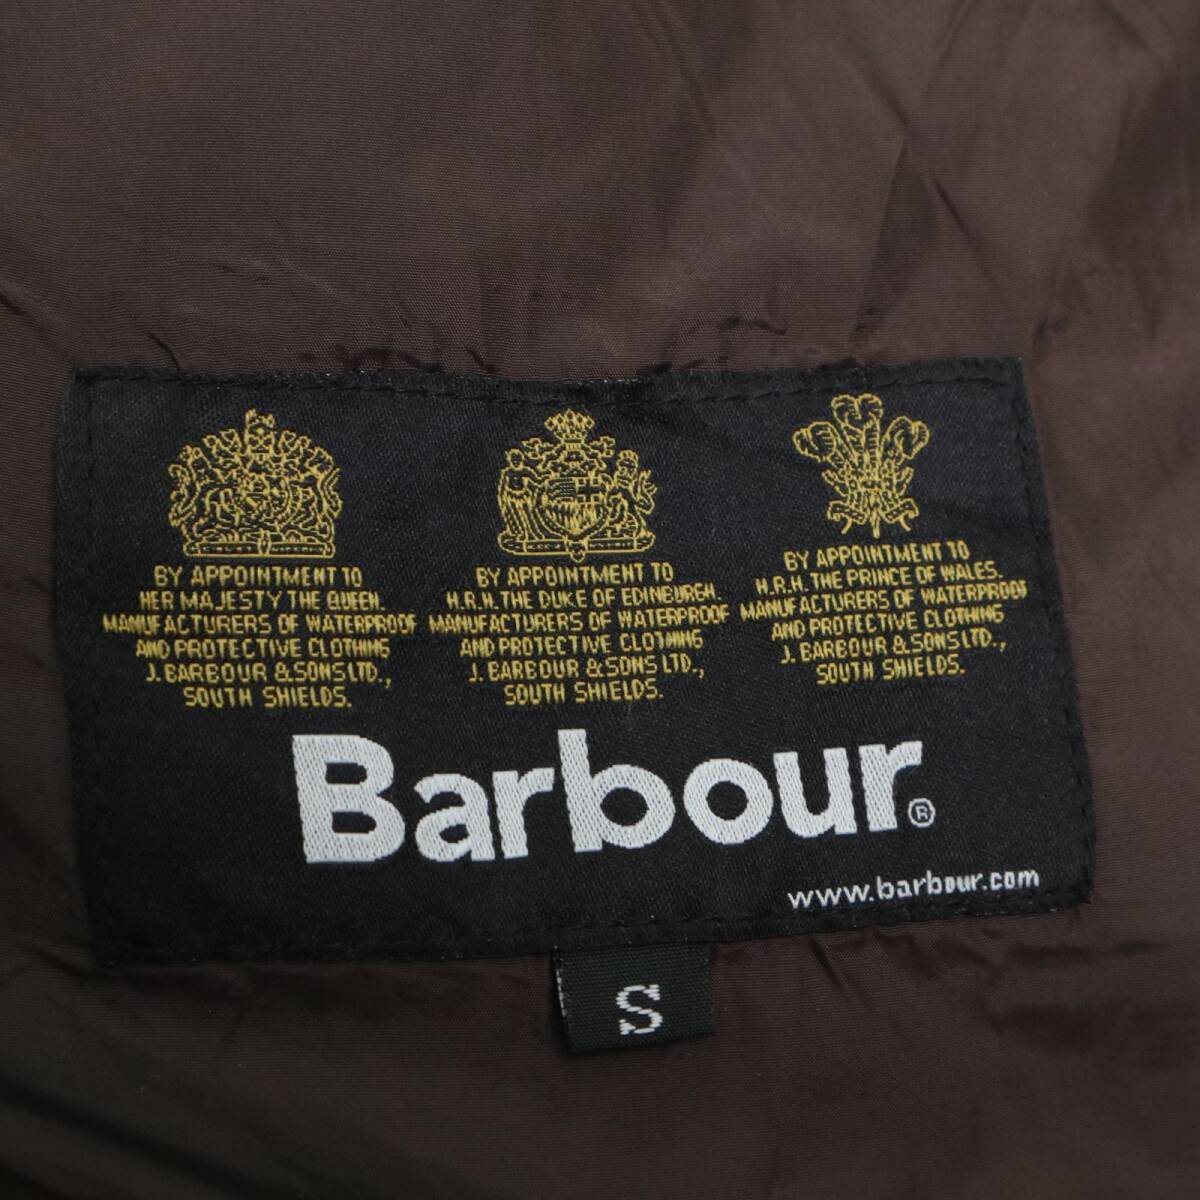 BY APPOINTMENT TO
HER MAJESTY THE QUEEN.
MANUFACTURERS OF WATERPROOF
AND PROTECTIVE CLOTHING
J. BARBOUR & SONS LTD.,
SOUTH SHIELDS.
BY APPOINTMENT TO
H.R.H. THE DUKE OF EDINBURGH.
MANUFACTURERS OF WATERPROOF
AND PROTECTIVE CLOTHING
J. BARBOUR & SONS LTD.,
SOUTH SHIELDS.
BY APPOINTMENT TO
H.R.H. THE PRINCE OF WALES.
MANUFACTURERS OF WATERPROOF
AND PROTECTIVE CLOTHING
J. BARBOUR & SONS LTD.,
SOUTH SHIELDS.
Barbour®
www.barbour.com
S